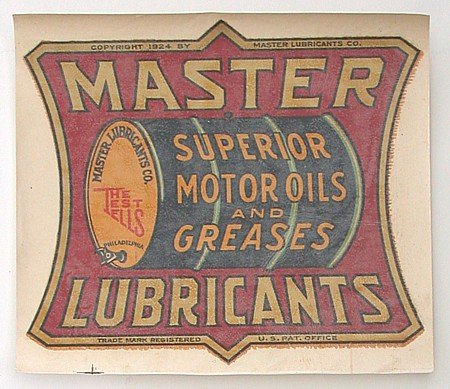 COPYRIGHT 1924 BY MASTER LUBRICANTS CO.
MASTER
MASTER LUBRICANTS CO.
THE
TEST
TELLS
PHILADELPHIA
SUPERIOR
MOTOR OILS
AND
GREASES
LUBRICANTS
TRADE MARK REGISTERED U.S. PAT. OFFICE